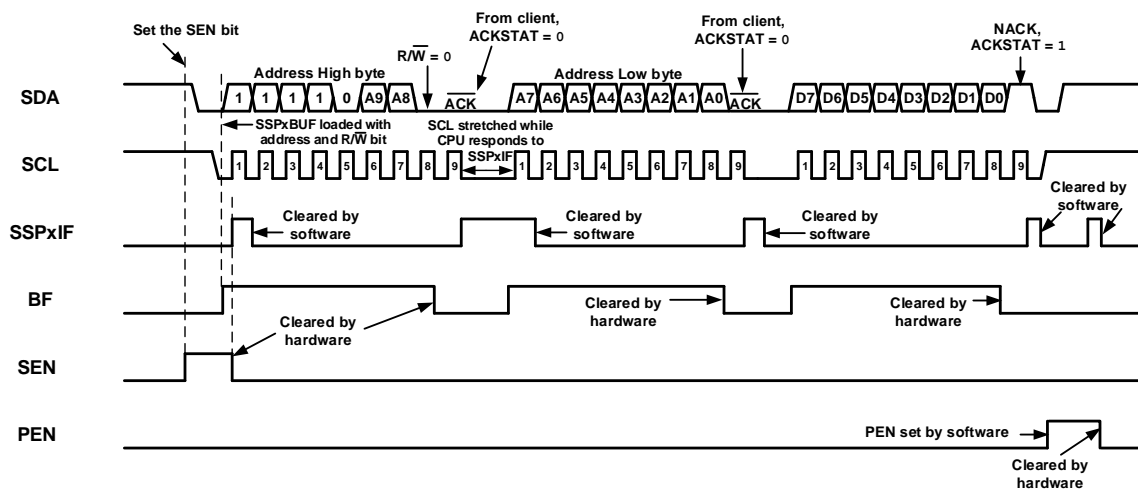 Set the SEN bit
From client,
ACKSTAT = 0
R/W = 0
From client,
ACKSTAT = 0
NACK,
ACKSTAT = 1
Address High byte
Address Low byte
SDA
1 1 1 1 0 A9 A8 ACK A7 A6 A5 A4 A3 A2 A1 A0 ACK D7 D6 D5 D4 D3 D2 D1 D0
SSPxBUF loaded with
address and R/W bit
SCL stretched while
CPU responds to
SSPxIF
SCL
1 2 3 4 5 6 7 8 9 1 2 3 4 5 6 7 8 9 1 2 3 4 5 6 7 8 9
SSPxIF
Cleared by
software
Cleared by
software
Cleared by
software
Cleared by
software
BF
Cleared by
hardware
Cleared by
hardware
Cleared by
hardware
SEN
PEN
PEN set by software
Cleared by
hardware